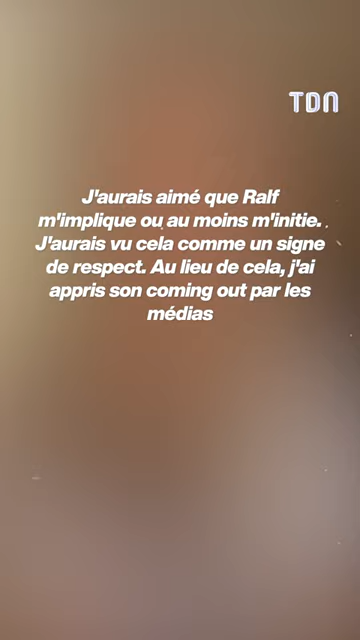 TDN
J'aurais aimé que Ralf
m'implique ou au moins m'initie.
J'aurais vu cela comme un signe
de respect. Au lieu de cela, j'ai
appris son coming out par les
médias